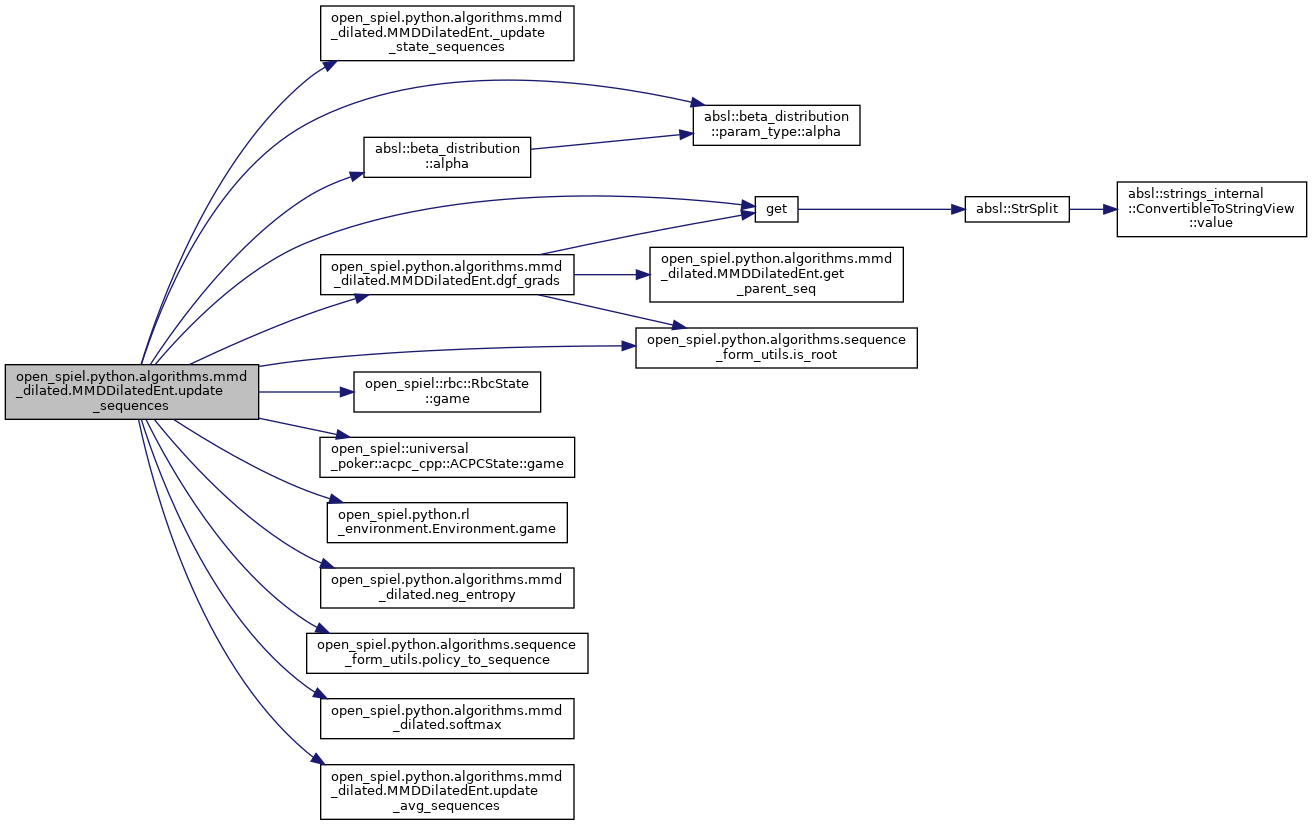 open_spiel.python.algorithms.mmd
_dilated.MMDDilatedEnt._update
_state_sequences
absl::beta_distribution
::param_type::alpha
absl::beta_distribution
::alpha
get
absl::StrSplit
absl::strings_internal
::ConvertibleToStringView
::value
open_spiel.python.algorithms.mmd
_dilated.MMDDilatedEnt.dgf_grads
open_spiel.python.algorithms.mmd
_dilated.MMDDilatedEnt.get
_parent_seq
open_spiel.python.algorithms.sequence
_form_utils.is_root
open_spiel.python.algorithms.mmd
_dilated.MMDDilatedEnt.update
_sequences
open_spiel::rbc::RbcState
::game
open_spiel::universal
_poker::acpc_cpp::ACPCState::game
open_spiel.python.rl
_environment.Environment.game
open_spiel.python.algorithms.mmd
_dilated.neg_entropy
open_spiel.python.algorithms.sequence
_form_utils.policy_to_sequence
open_spiel.python.algorithms.mmd
_dilated.softmax
open_spiel.python.algorithms.mmd
_dilated.MMDDilatedEnt.update
_avg_sequences